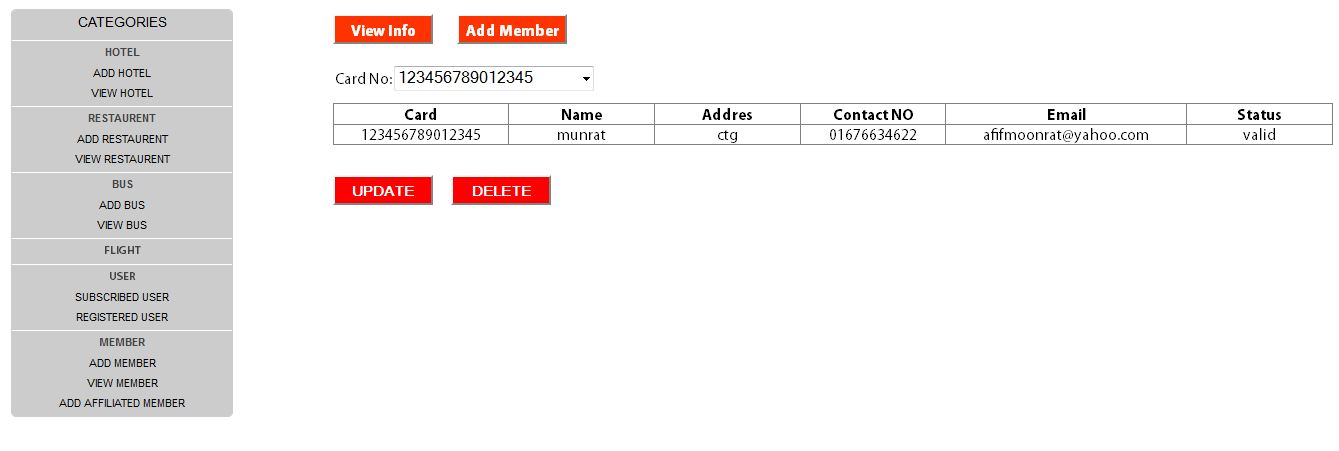 CATEGORIES
HOTEL
ADD HOTEL
VIEW HOTEL
RESTAURENT
ADD RESTAURENT
VIEW RESTAURENT
BUS
ADD BUS
VIEW BUS
FLIGHT
USER
SUBSCRIBED USER
REGISTERED USER
MEMBER
ADD MEMBER
VIEW MEMBER
ADD AFFILIATED MEMBER
View Info Add Member
Card No: 123456789012345
Card Name Addres Contact NO Email Status
123456789012345 munrat ctg 01676634622 afifmoonrat@yahoo.com valid
UPDATE DELETE